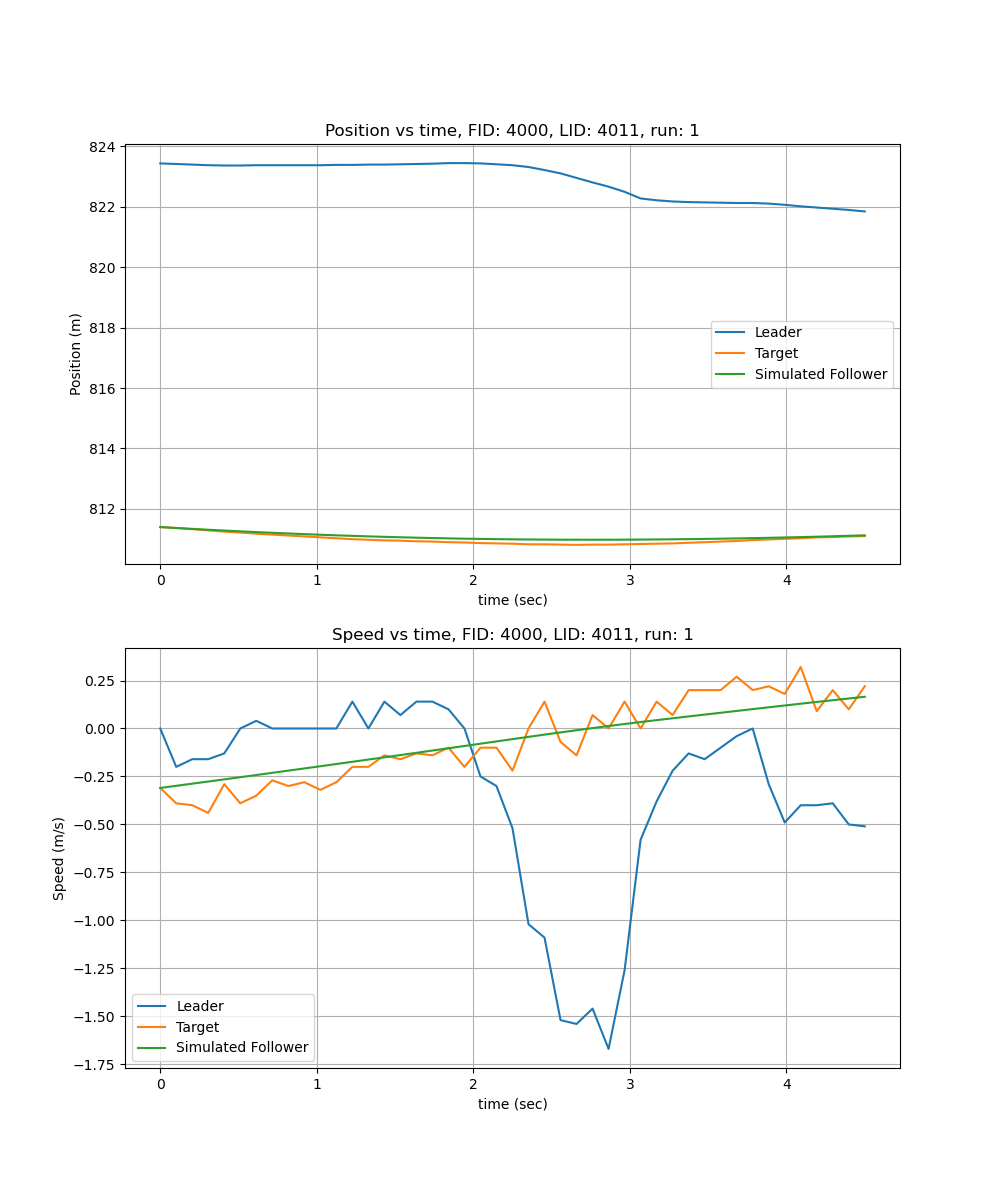 Position vs time, FID: 4000, LID: 4011, run: 1
824
822
820
818
816
814
812
Position (m)
Leader
Target
Simulated Follower
0 1 2 3 4
time (sec)
Speed vs time, FID: 4000, LID: 4011, run: 1
0.25
0.00
−0.25
−0.50
−0.75
−1.00
−1.25
−1.50
−1.75
Speed (m/s)
Leader
Target
Simulated Follower
0 1 2 3 4
time (sec)